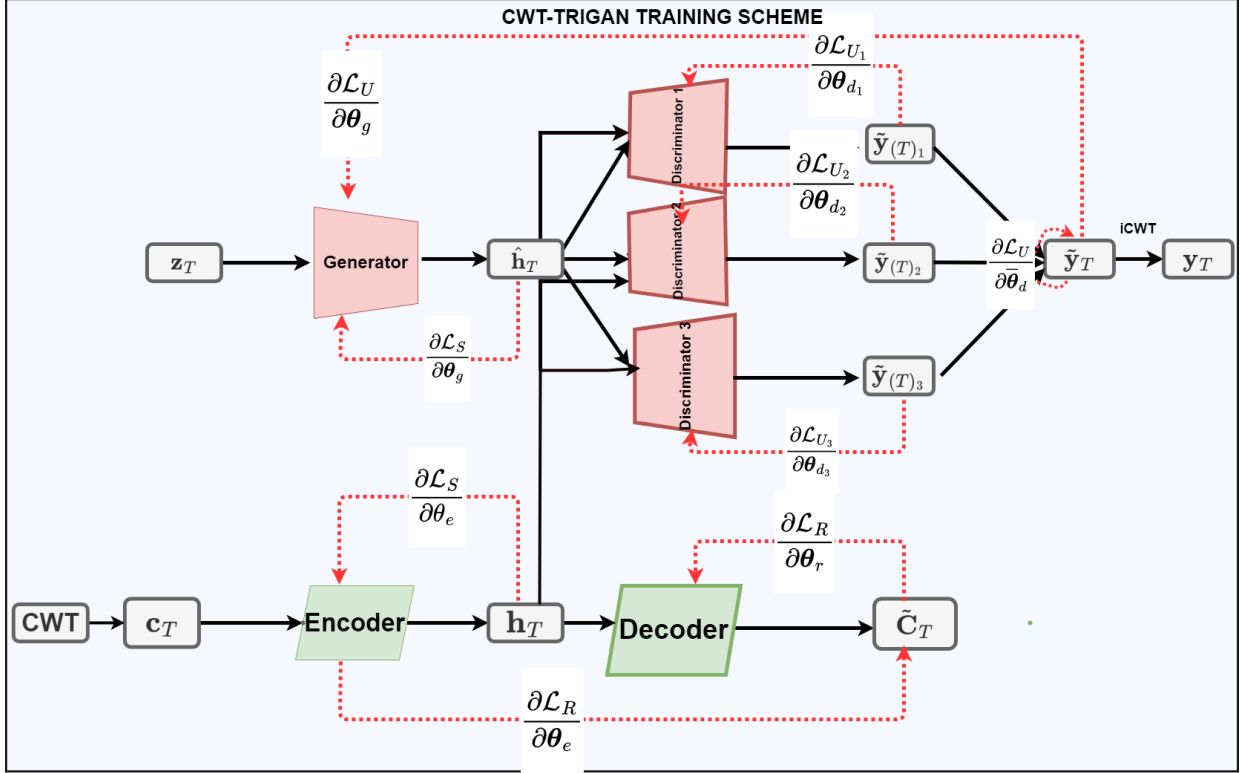 CWT-TRIGAN TRAINING SCHEME
∂𝓛_U / ∂𝜽_g
∂𝓛_{U_1} / ∂𝜽_{d_1}
Discriminator 1
ỹ_{(T)_1}
∂𝓛_{U_2} / ∂𝜽_{d_2}
z_T
Generator
ĥ_T
Discriminator 2
ỹ_{(T)_2}
∂𝓛_U / ∂𝜽̅_d
ỹ_T
iCWT
y_T
∂𝓛_S / ∂𝜽_g
Discriminator 3
ỹ_{(T)_3}
∂𝓛_{U_3} / ∂𝜽_{d_3}
∂𝓛_S / ∂θ_e
∂𝓛_R / ∂𝜽_r
CWT
c_T
Encoder
h_T
Decoder
C̃_T
∂𝓛_R / ∂𝜽_e